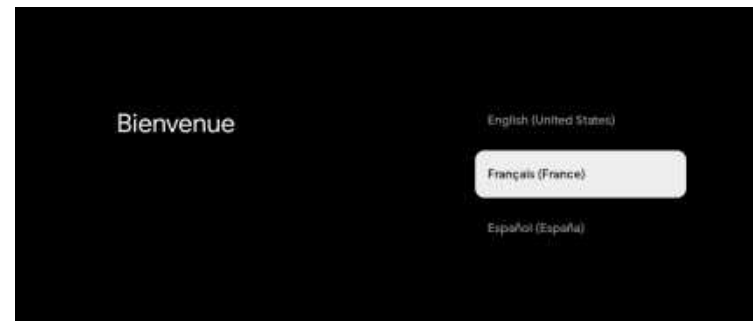 Bienvenue
English (United States)
Français (France)
Español (España)